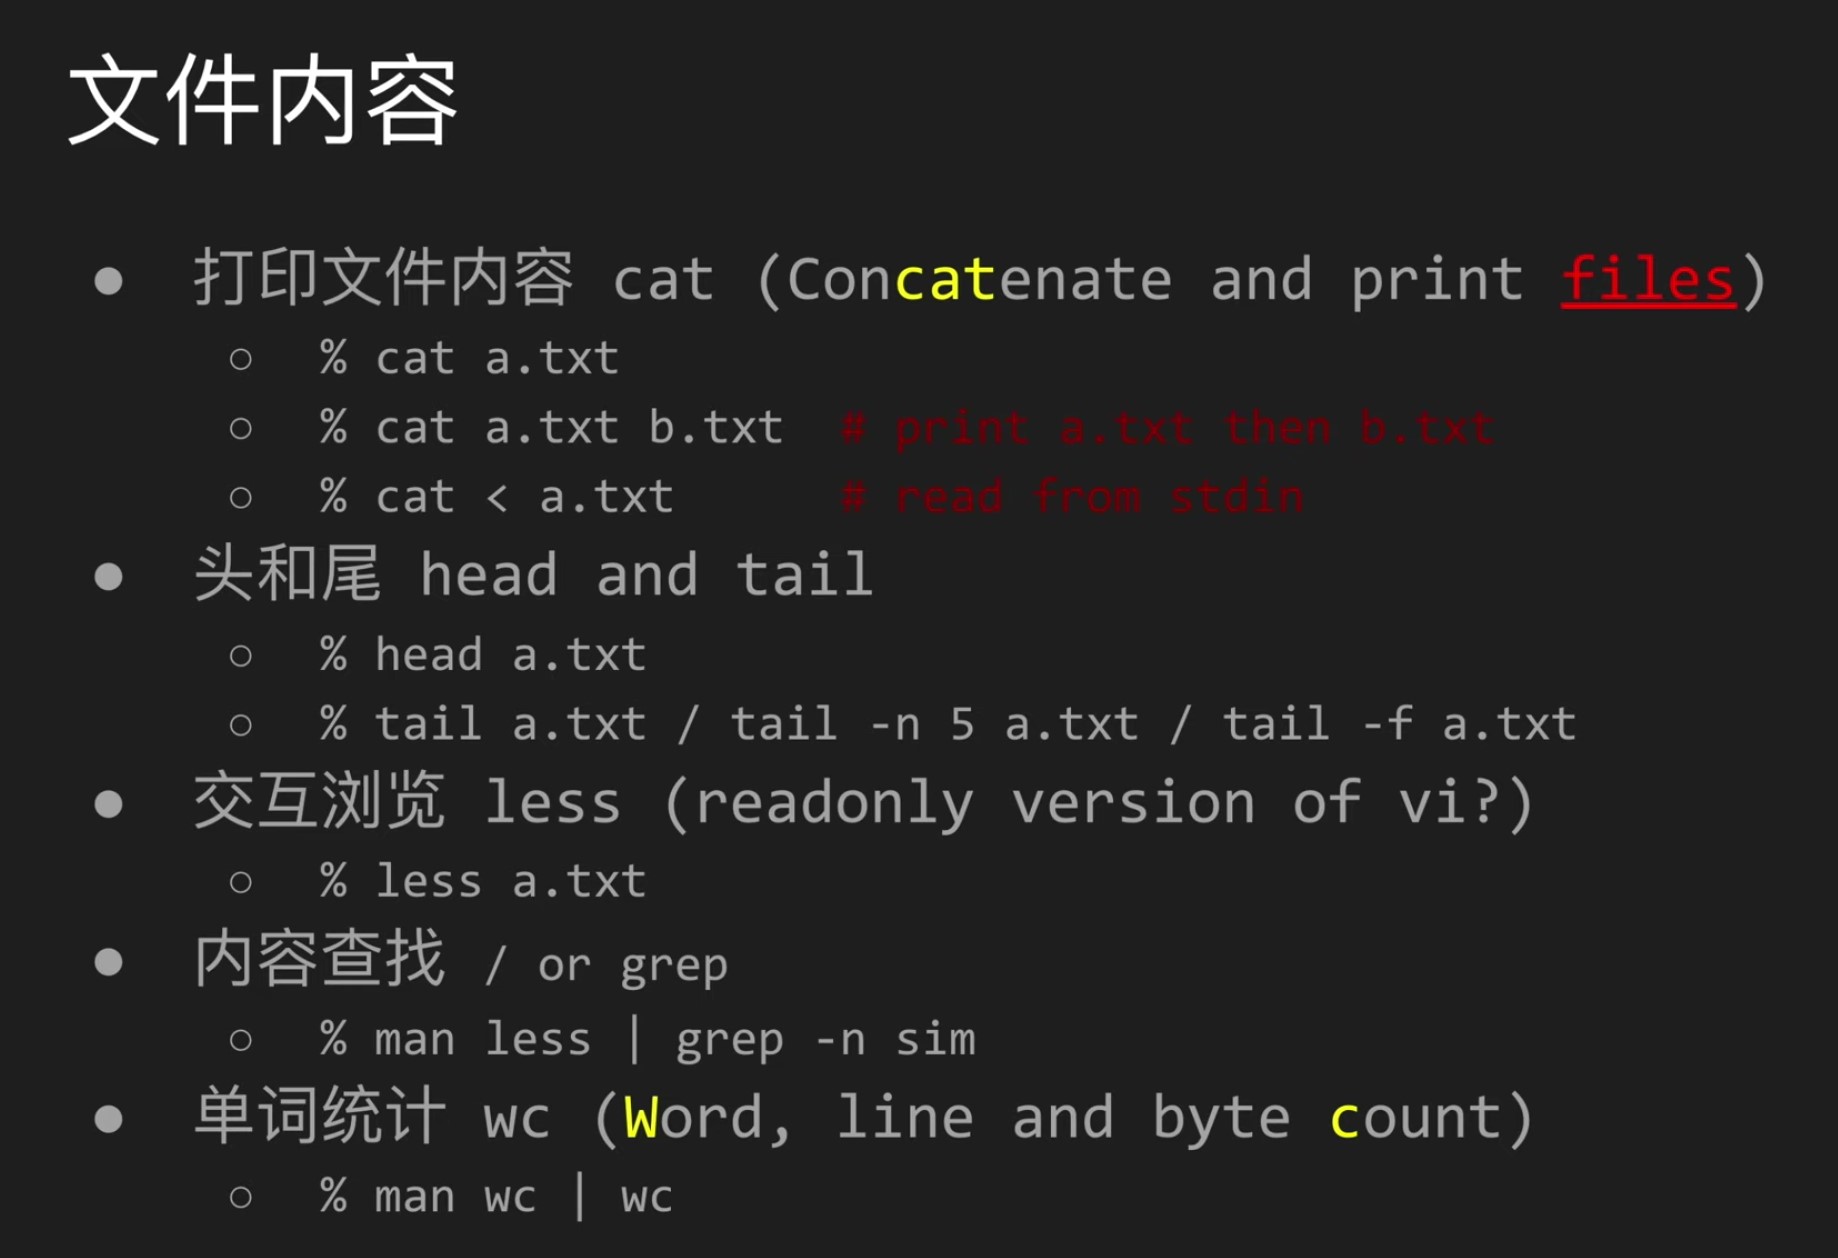 文件内容
● 打印文件内容 cat (Concatenate and print files)
○ % cat a.txt
○ % cat a.txt b.txt  # print a.txt then b.txt
○ % cat < a.txt      # read from stdin
● 头和尾 head and tail
○ % head a.txt
○ % tail a.txt / tail -n 5 a.txt / tail -f a.txt
● 交互浏览 less (readonly version of vi?)
○ % less a.txt
● 内容查找 / or grep
○ % man less | grep -n sim
● 单词统计 wc (Word, line and byte count)
○ % man wc | wc